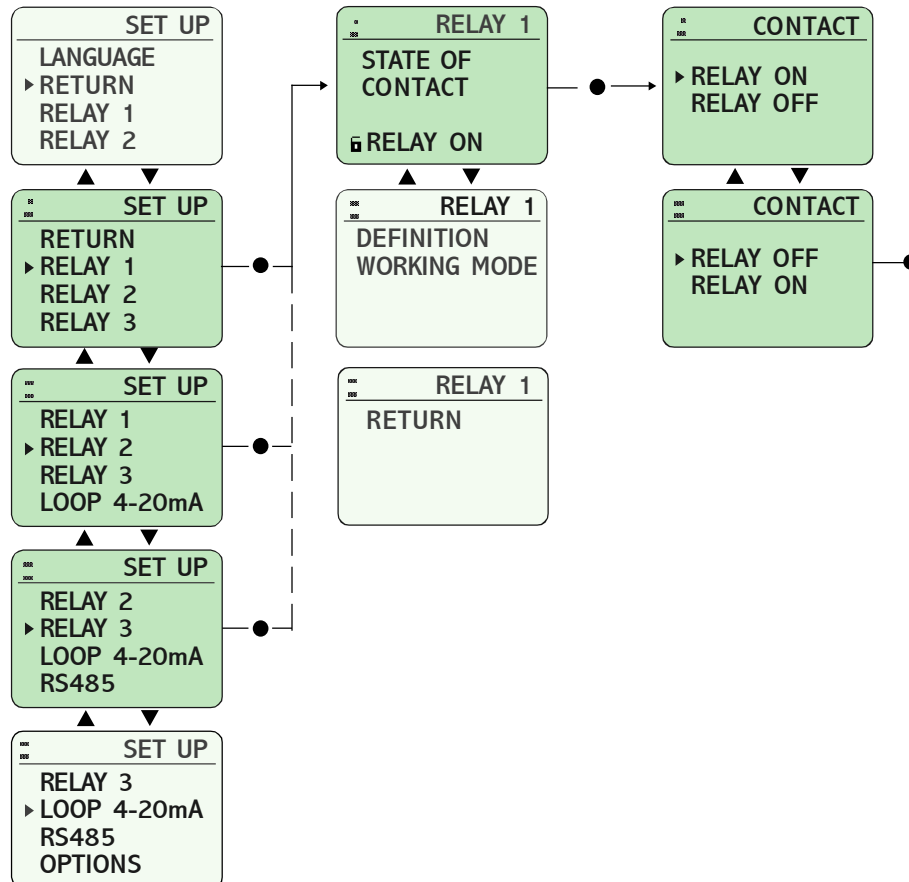 SET UP
LANGUAGE
RETURN
RELAY 1
RELAY 2
SET UP
RETURN
RELAY 1
RELAY 2
RELAY 3
SET UP
RELAY 1
RELAY 2
RELAY 3
LOOP 4-20mA
SET UP
RELAY 2
RELAY 3
LOOP 4-20mA
RS485
SET UP
RELAY 3
LOOP 4-20mA
RS485
OPTIONS
RELAY 1
STATE OF
CONTACT
RELAY ON
RELAY 1
DEFINITION
WORKING MODE
RELAY 1
RETURN
CONTACT
RELAY ON
RELAY OFF
CONTACT
RELAY OFF
RELAY ON